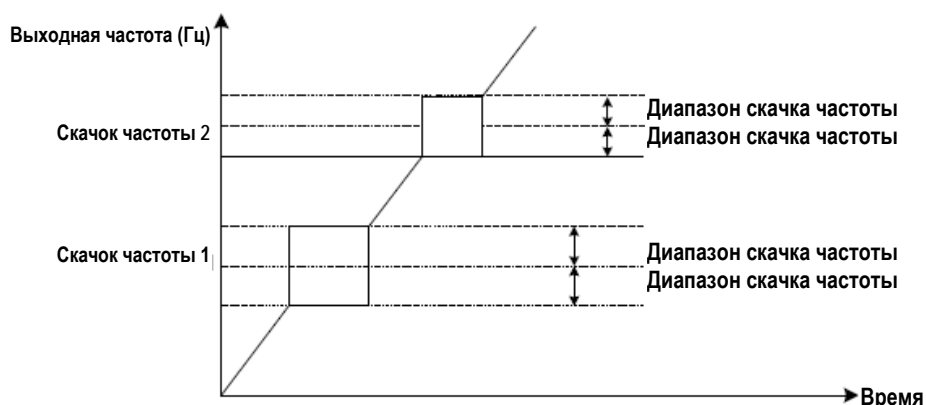 Выходная частота (Гц)
Диапазон скачка частоты
Скачок частоты 2
Диапазон скачка частоты
Скачок частоты 1
Диапазон скачка частоты
Диапазон скачка частоты
Время